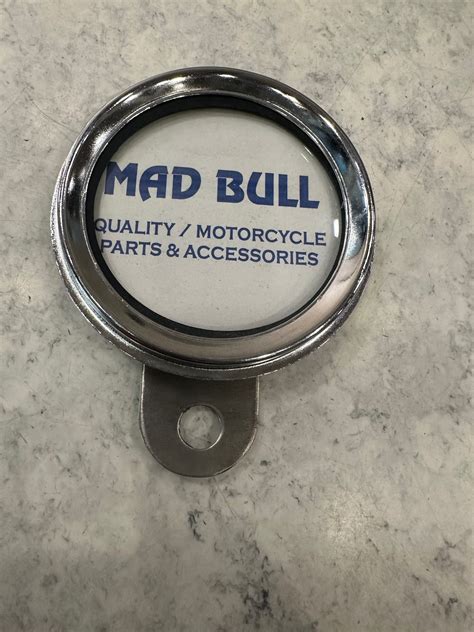 MAD BULL
QUALITY / MOTORCYCLE
PARTS & ACCESSORIES